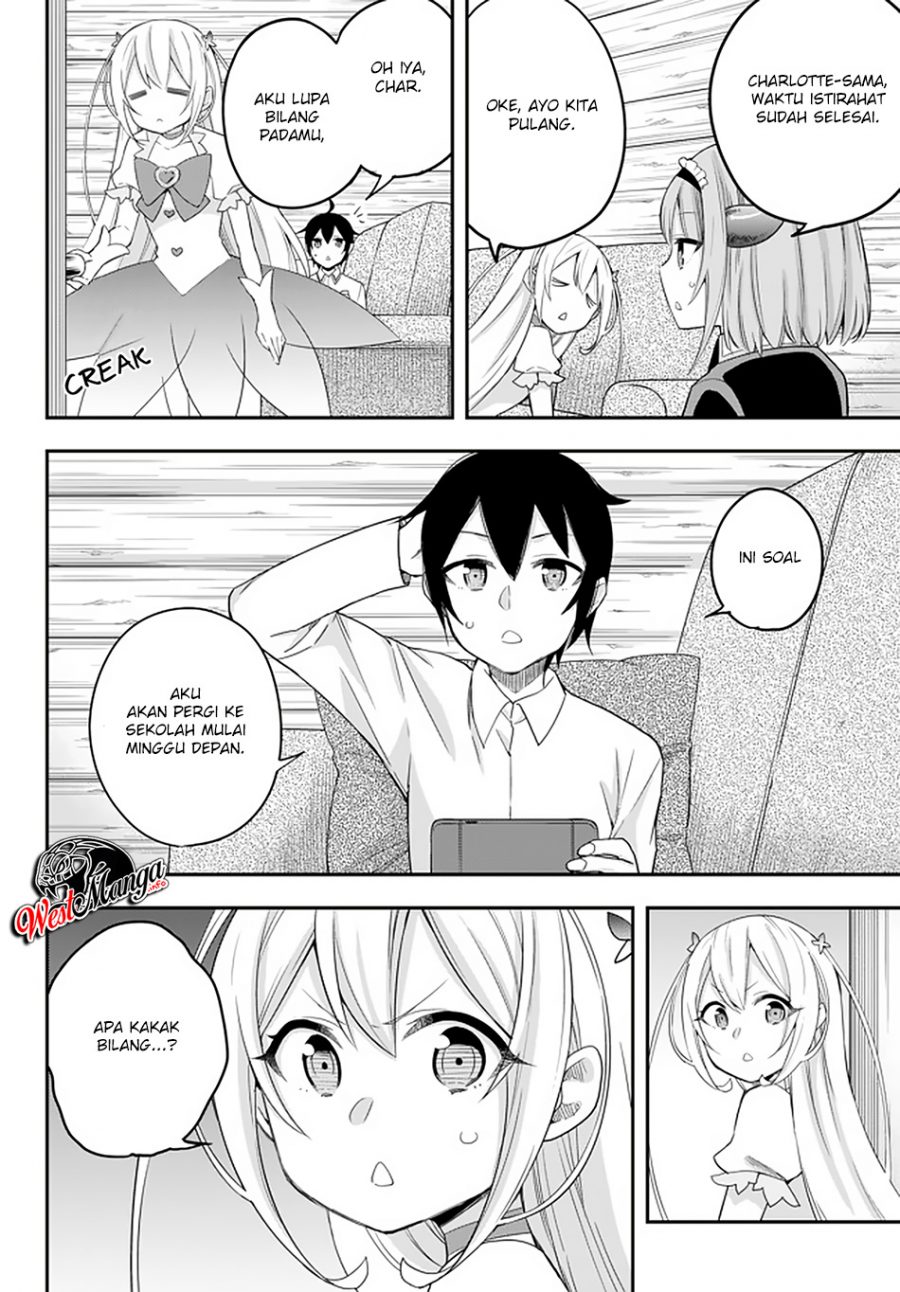 CHARLOTTE-SAMA,
WAKTU ISTIRAHAT
SUDAH SELESAI.
OKE, AYO KITA
PULANG.
OH IYA,
CHAR.
AKU LUPA
BILANG
PADAMU,
CREAK
INI SOAL
AKU
AKAN PERGI KE
SEKOLAH MULAI
MINGGU DEPAN.
WestManga
.info
APA KAKAK
BILANG...?